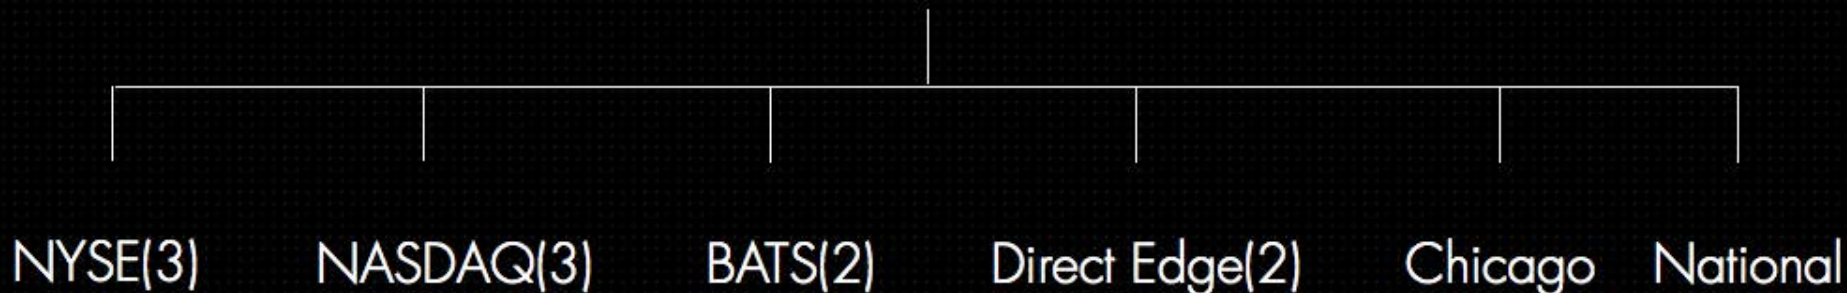 NYSE(3) NASDAQ(3) BATS(2) Direct Edge(2) Chicago National